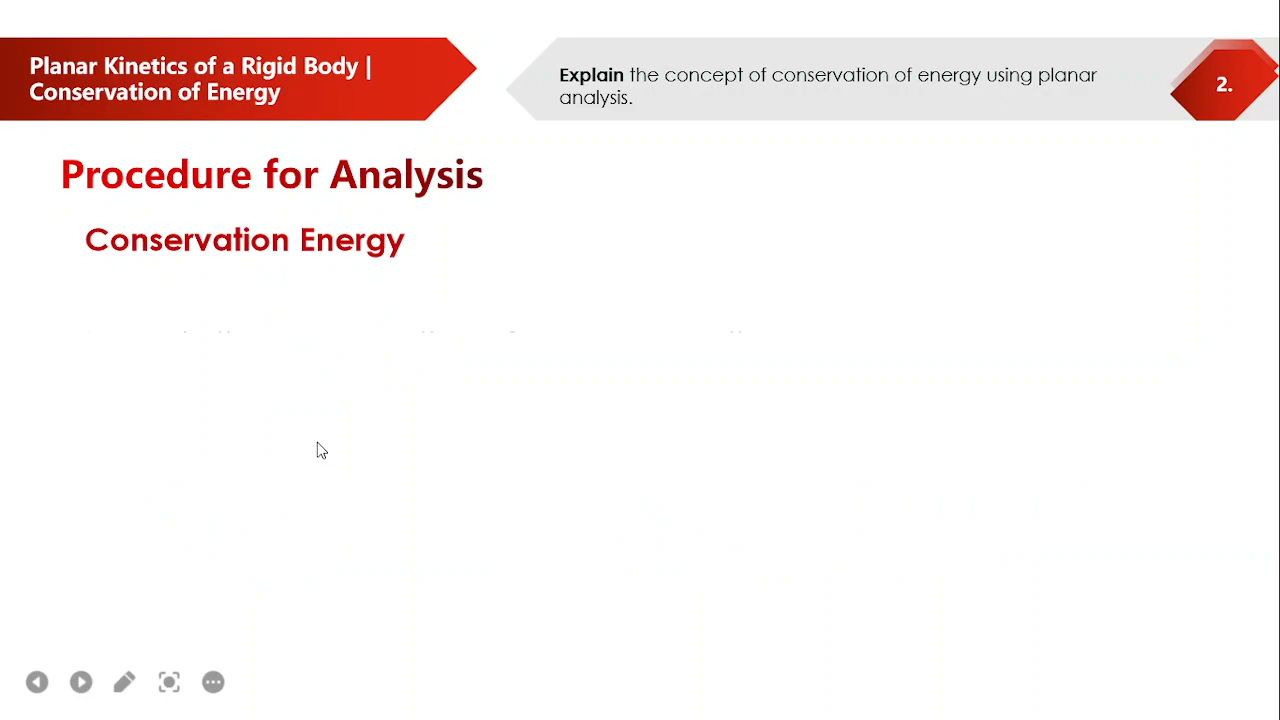 Planar Kinetics of a Rigid Body |
Conservation of Energy
Explain the concept of conservation of energy using planar
analysis.
2.
Procedure for Analysis
Conservation Energy